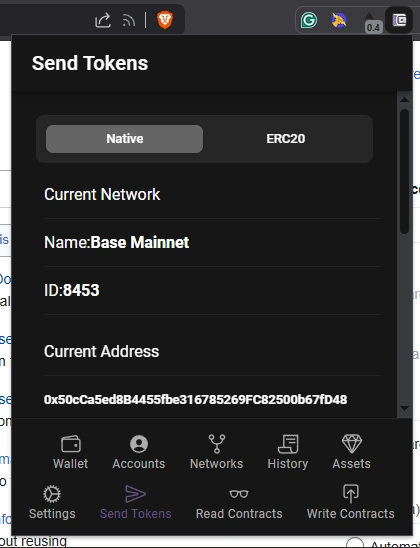 0.4
Send Tokens
Native ERC20
Current Network
Name:Base Mainnet
ID:8453
Current Address
0x50cCa5ed8B4455fbe316785269FC82500b67fD48
Wallet Accounts Networks History Assets
Settings Send Tokens Read Contracts Write Contracts
out reusing